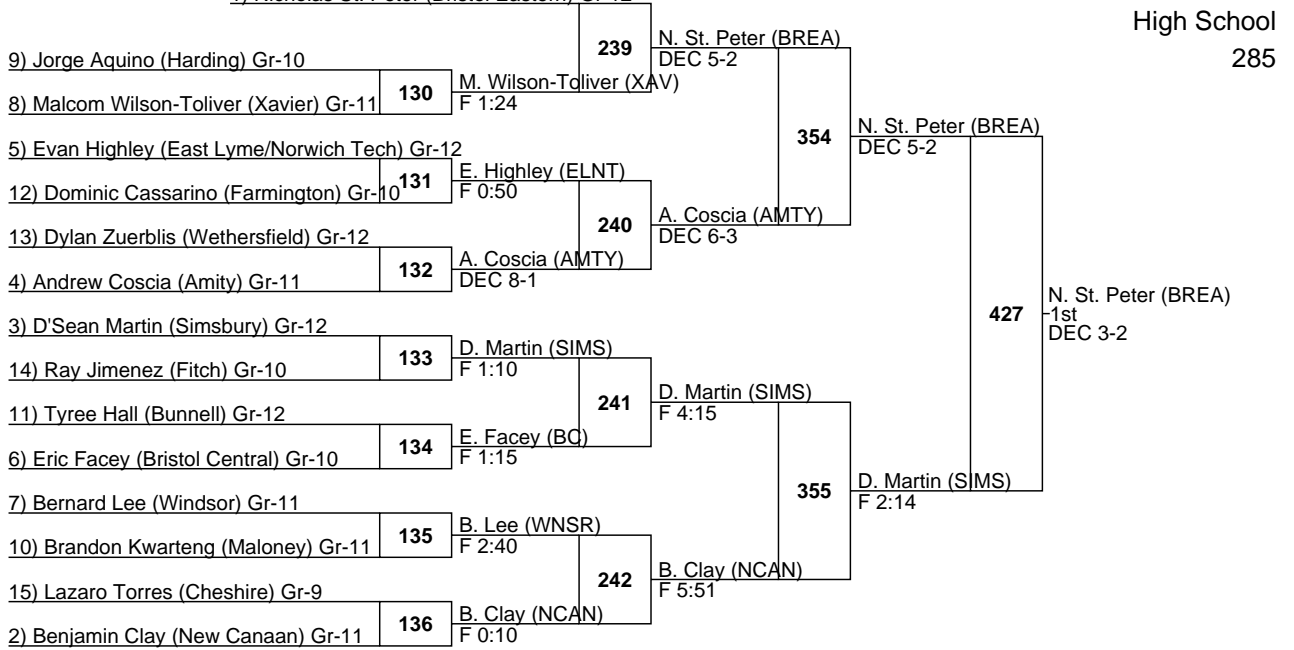 High School
285
239
N. St. Peter (BREA)
DEC 5-2
9) Jorge Aquino (Harding) Gr-10
130
M. Wilson-Toliver (XAV)
F 1:24
8) Malcom Wilson-Toliver (Xavier) Gr-11
354
N. St. Peter (BREA)
DEC 5-2
5) Evan Highley (East Lyme/Norwich Tech) Gr-12
131
E. Highley (ELNT)
F 0:50
12) Dominic Cassarino (Farmington) Gr-10
240
A. Coscia (AMTY)
DEC 6-3
13) Dylan Zuerblis (Wethersfield) Gr-12
132
A. Coscia (AMTY)
DEC 8-1
4) Andrew Coscia (Amity) Gr-11
427
N. St. Peter (BREA)
1st
DEC 3-2
3) D'Sean Martin (Simsbury) Gr-12
133
D. Martin (SIMS)
F 1:10
14) Ray Jimenez (Fitch) Gr-10
241
D. Martin (SIMS)
F 4:15
11) Tyree Hall (Bunnell) Gr-12
134
E. Facey (BC)
F 1:15
6) Eric Facey (Bristol Central) Gr-10
355
D. Martin (SIMS)
F 2:14
7) Bernard Lee (Windsor) Gr-11
135
B. Lee (WNSR)
F 2:40
10) Brandon Kwarteng (Maloney) Gr-11
242
B. Clay (NCAN)
F 5:51
15) Lazaro Torres (Cheshire) Gr-9
136
B. Clay (NCAN)
F 0:10
2) Benjamin Clay (New Canaan) Gr-11